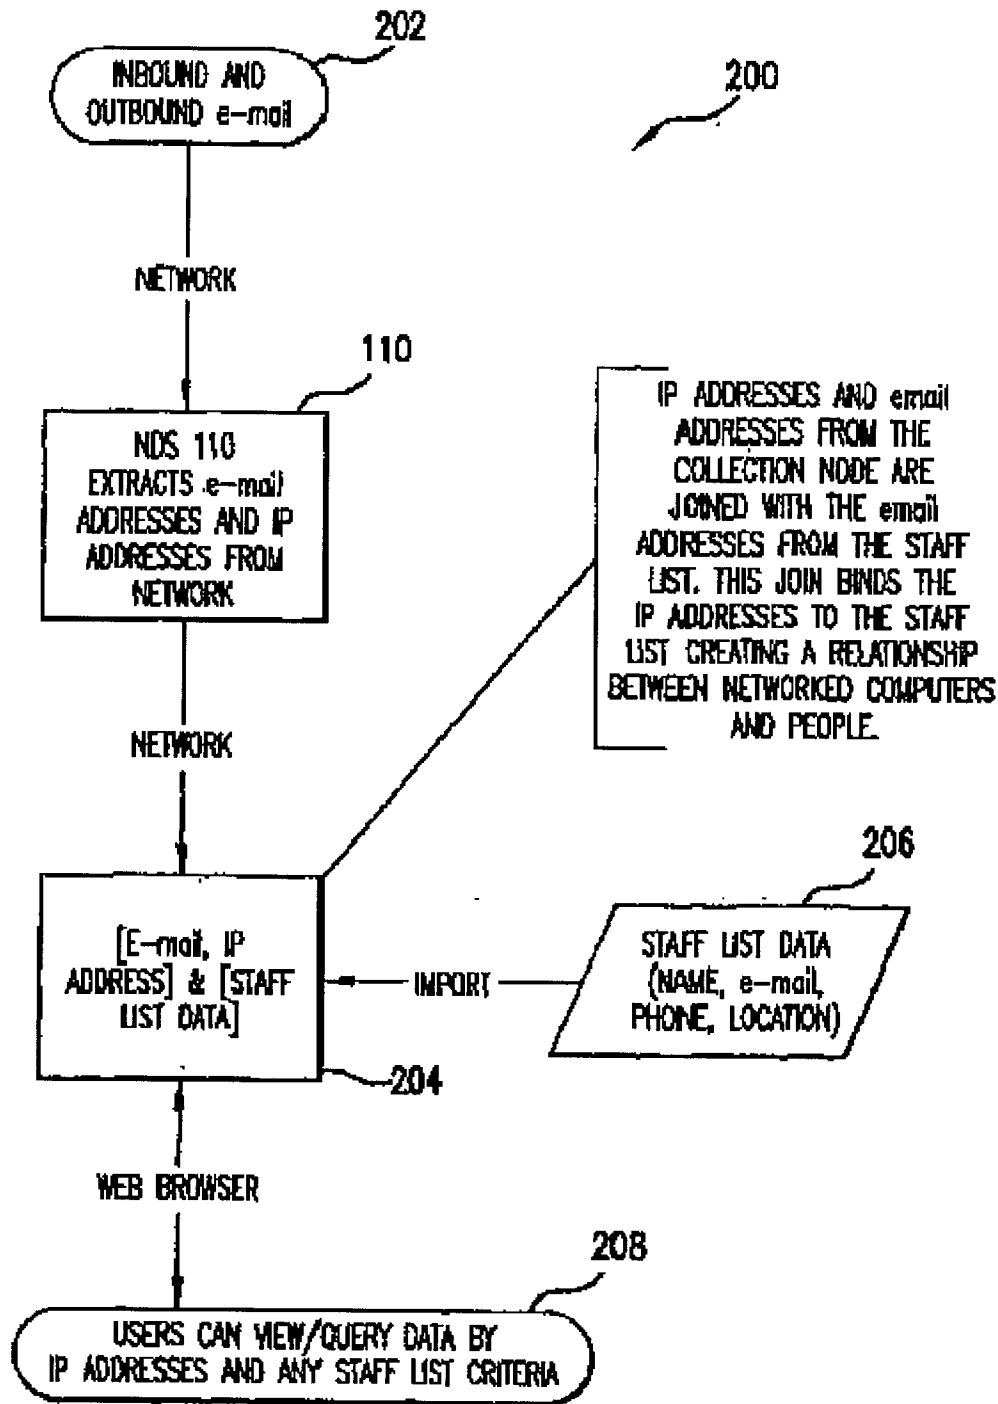 202
INBOUND AND
OUTBOUND e-mail
200
NETWORK
110
NDS 110
EXTRACTS e-mail
ADDRESSES AND IP
ADDRESSES FROM
NETWORK
IP ADDRESSES AND email
ADDRESSES FROM THE
COLLECTION NODE ARE
JOINED WITH THE email
ADDRESSES FROM THE STAFF
LIST. THIS JOIN BINDS THE
IP ADDRESSES TO THE STAFF
LIST CREATING A RELATIONSHIP
BETWEEN NETWORKED COMPUTERS
AND PEOPLE.
NETWORK
206
[E-mail, IP
ADDRESS] & [STAFF
LIST DATA]
IMPORT
STAFF LIST DATA
(NAME, e-mail,
PHONE, LOCATION)
204
WEB BROWSER
208
USERS CAN VIEW/QUERY DATA BY
IP ADDRESSES AND ANY STAFF LIST CRITERIA